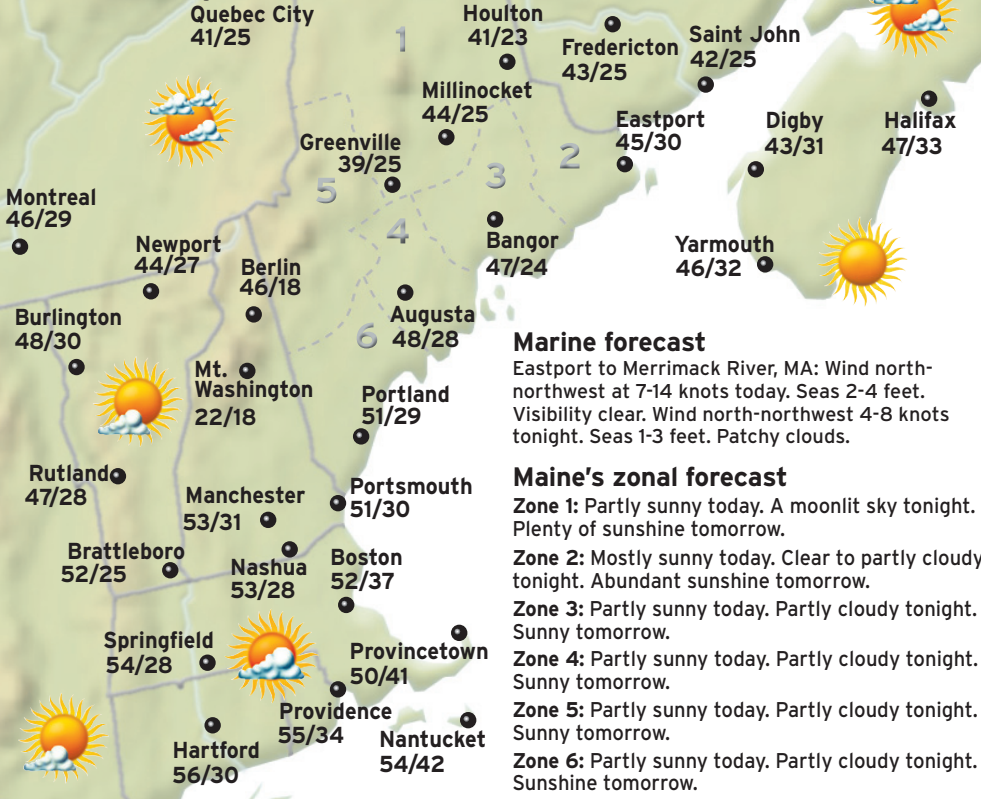 Quebec City
41/25
1
Houlton
41/23
Fredericton
43/25
Saint John
42/25
Millinocket
44/25
Greenville
39/25
5
3
2
Eastport
45/30
Digby
43/31
Halifax
47/33
Montreal
46/29
Newport
44/27
Berlin
46/18
4
Bangor
47/24
Yarmouth
46/32
Burlington
48/30
6
Augusta
48/28
Mt.
Washington
22/18
Portland
51/29
Rutland
47/28
Manchester
53/31
Portsmouth
51/30
Brattleboro
52/25
Nashua
53/28
Boston
52/37
Springfield
54/28
Provincetown
50/41
Providence
55/34
Nantucket
54/42
Hartford
56/30
Marine forecast
Eastport to Merrimack River, MA: Wind north-
northwest at 7-14 knots today. Seas 2-4 feet.
Visibility clear. Wind north-northwest 4-8 knots
tonight. Seas 1-3 feet. Patchy clouds.
Maine's zonal forecast
Zone 1: Partly sunny today. A moonlit sky tonight.
Plenty of sunshine tomorrow.
Zone 2: Mostly sunny today. Clear to partly cloudy
tonight. Abundant sunshine tomorrow.
Zone 3: Partly sunny today. Partly cloudy tonight.
Sunny tomorrow.
Zone 4: Partly sunny today. Partly cloudy tonight.
Sunny tomorrow.
Zone 5: Partly sunny today. Partly cloudy tonight.
Sunny tomorrow.
Zone 6: Partly sunny today. Partly cloudy tonight.
Sunshine tomorrow.